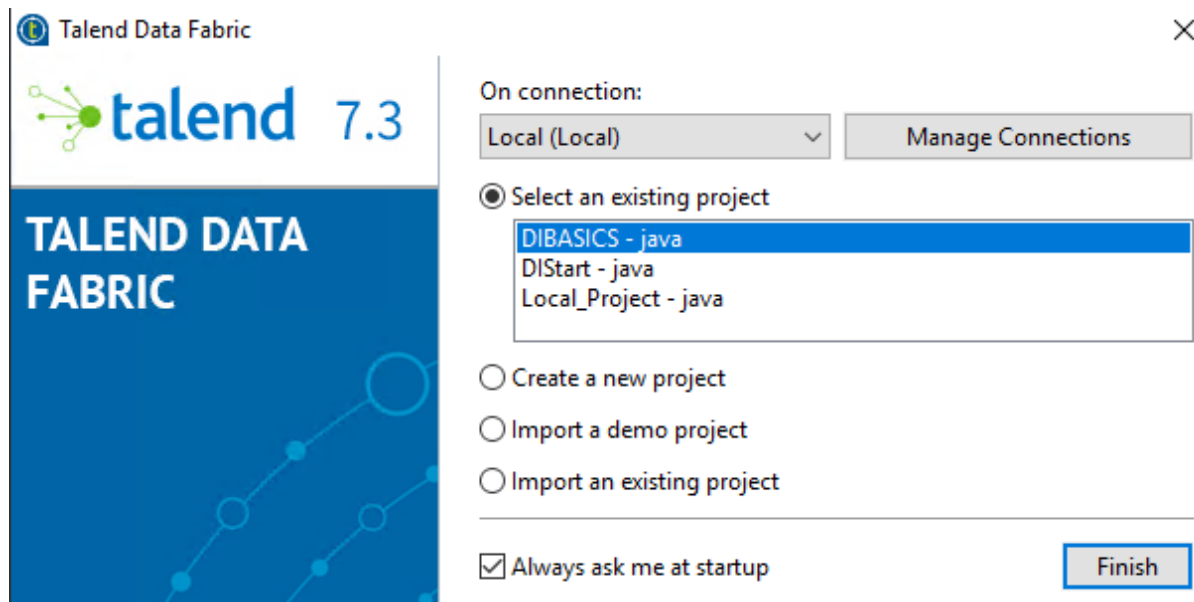 Talend Data Fabric
talend 7.3
TALEND DATA
FABRIC
On connection:
Local (Local)
Manage Connections
Select an existing project
DIBASICS - java
DIStart - java
Local_Project - java
Create a new project
Import a demo project
Import an existing project
Always ask me at startup
Finish